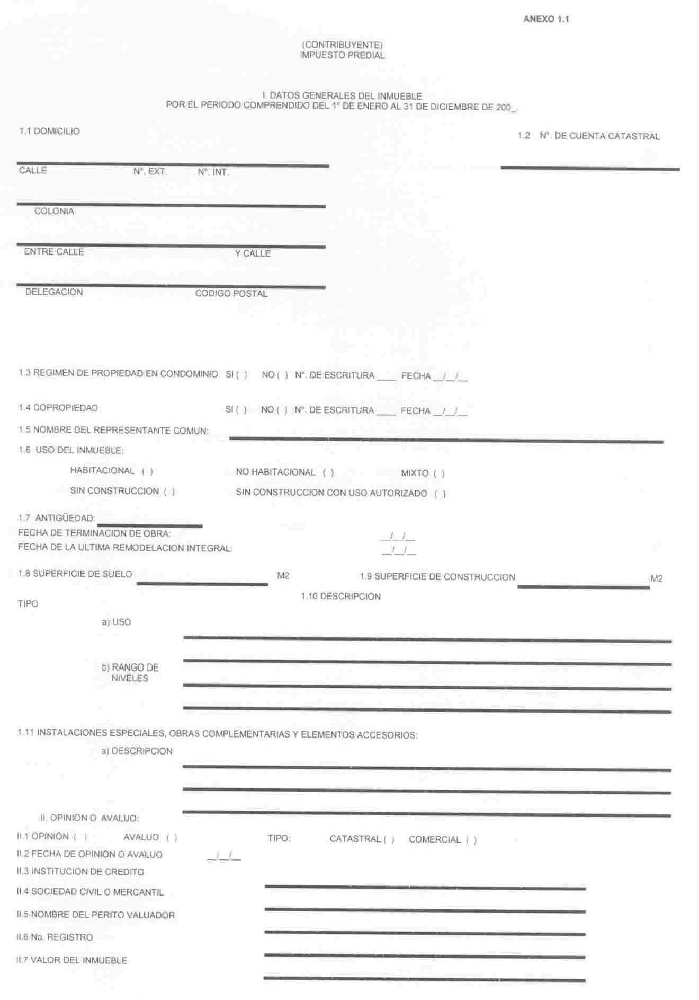 ANEXO 1.1
(CONTRIBUYENTE)
IMPUESTO PREDIAL
I. DATOS GENERALES DEL INMUEBLE
POR EL PERIODO COMPRENDIDO DEL 1° DE ENERO AL 31 DE DICIEMBRE DE 200_.
1.1 DOMICILIO
1.2 N°. DE CUENTA CATASTRAL
CALLE N°. EXT. N°. INT.
COLONIA
ENTRE CALLE Y CALLE
DELEGACION CODIGO POSTAL
1.3 REGIMEN DE PROPIEDAD EN CONDOMINIO SI ( ) NO ( ) N°. DE ESCRITURA ____ FECHA __/__/__
1.4 COPROPIEDAD SI ( ) NO ( ) N°. DE ESCRITURA ____ FECHA __/__/__
1.5 NOMBRE DEL REPRESENTANTE COMUN:
1.6 USO DEL INMUEBLE:
HABITACIONAL ( ) NO HABITACIONAL ( ) MIXTO ( )
SIN CONSTRUCCION ( ) SIN CONSTRUCCION CON USO AUTORIZADO ( )
1.7 ANTIGÜEDAD:
FECHA DE TERMINACION DE OBRA: __/__/__
FECHA DE LA ULTIMA REMODELACION INTEGRAL: __/__/__
1.8 SUPERFICIE DE SUELO M2 1.9 SUPERFICIE DE CONSTRUCCION M2
1.10 DESCRIPCION
TIPO
a) USO
b) RANGO DE
NIVELES
1.11 INSTALACIONES ESPECIALES, OBRAS COMPLEMENTARIAS Y ELEMENTOS ACCESORIOS:
a) DESCRIPCION
II. OPINION O AVALUO:
II.1 OPINION ( ) AVALUO ( ) TIPO: CATASTRAL ( ) COMERCIAL ( )
II.2 FECHA DE OPINION O AVALUO __/__/__
II.3 INSTITUCION DE CREDITO
II.4 SOCIEDAD CIVIL O MERCANTIL
II.5 NOMBRE DEL PERITO VALUADOR
II.6 No. REGISTRO
II.7 VALOR DEL INMUEBLE